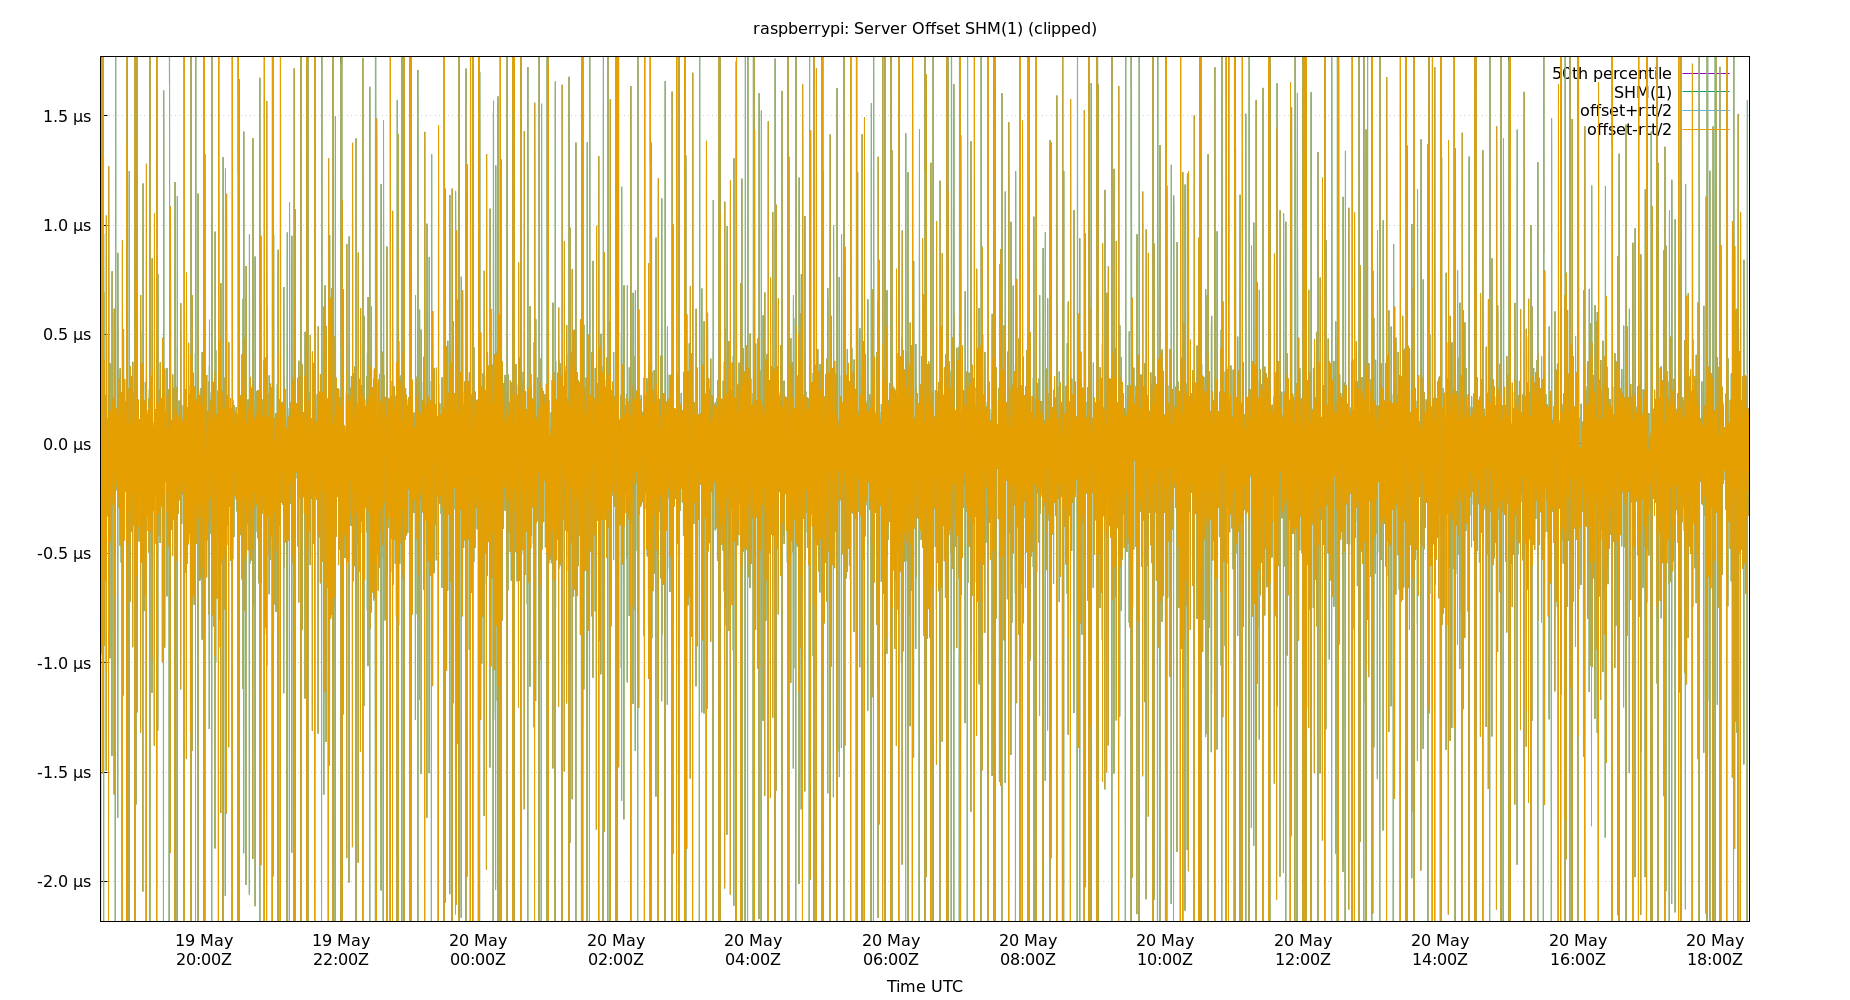 raspberrypi: Server Offset SHM(1) (clipped)
50th percentile
SHM(1)
offset+rtt/2
offset-rtt/2
1.5 µs
1.0 µs
0.5 µs
0.0 µs
-0.5 µs
-1.0 µs
-1.5 µs
-2.0 µs
19 May 19 May 20 May 20 May 20 May 20 May 20 May 20 May 20 May 20 May 20 May 20 May
20:00Z 22:00Z 00:00Z 02:00Z 04:00Z 06:00Z 08:00Z 10:00Z 12:00Z 14:00Z 16:00Z 18:00Z
Time UTC